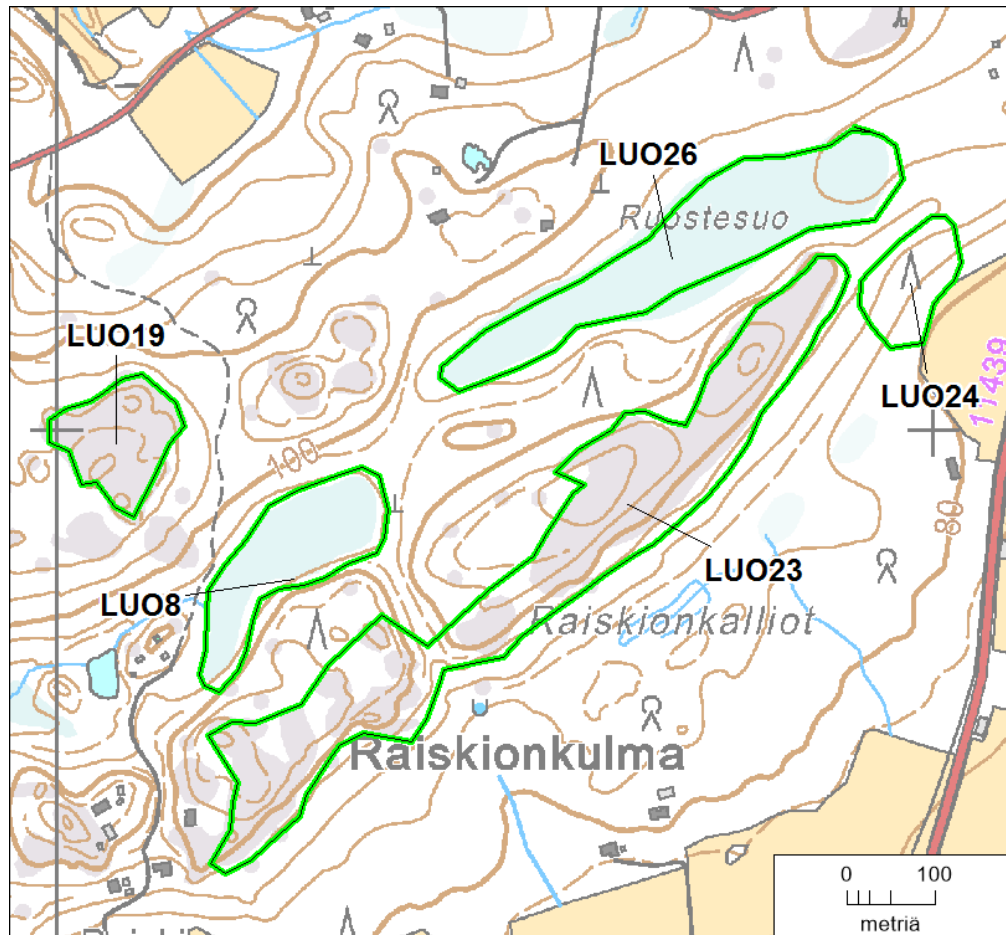 LUO26
Ruostesuo
LUO19
LUO24
11439
100
80
LUO23
LUO8
Raiskionkalliot
Raiskionkulma
0 100
metriä